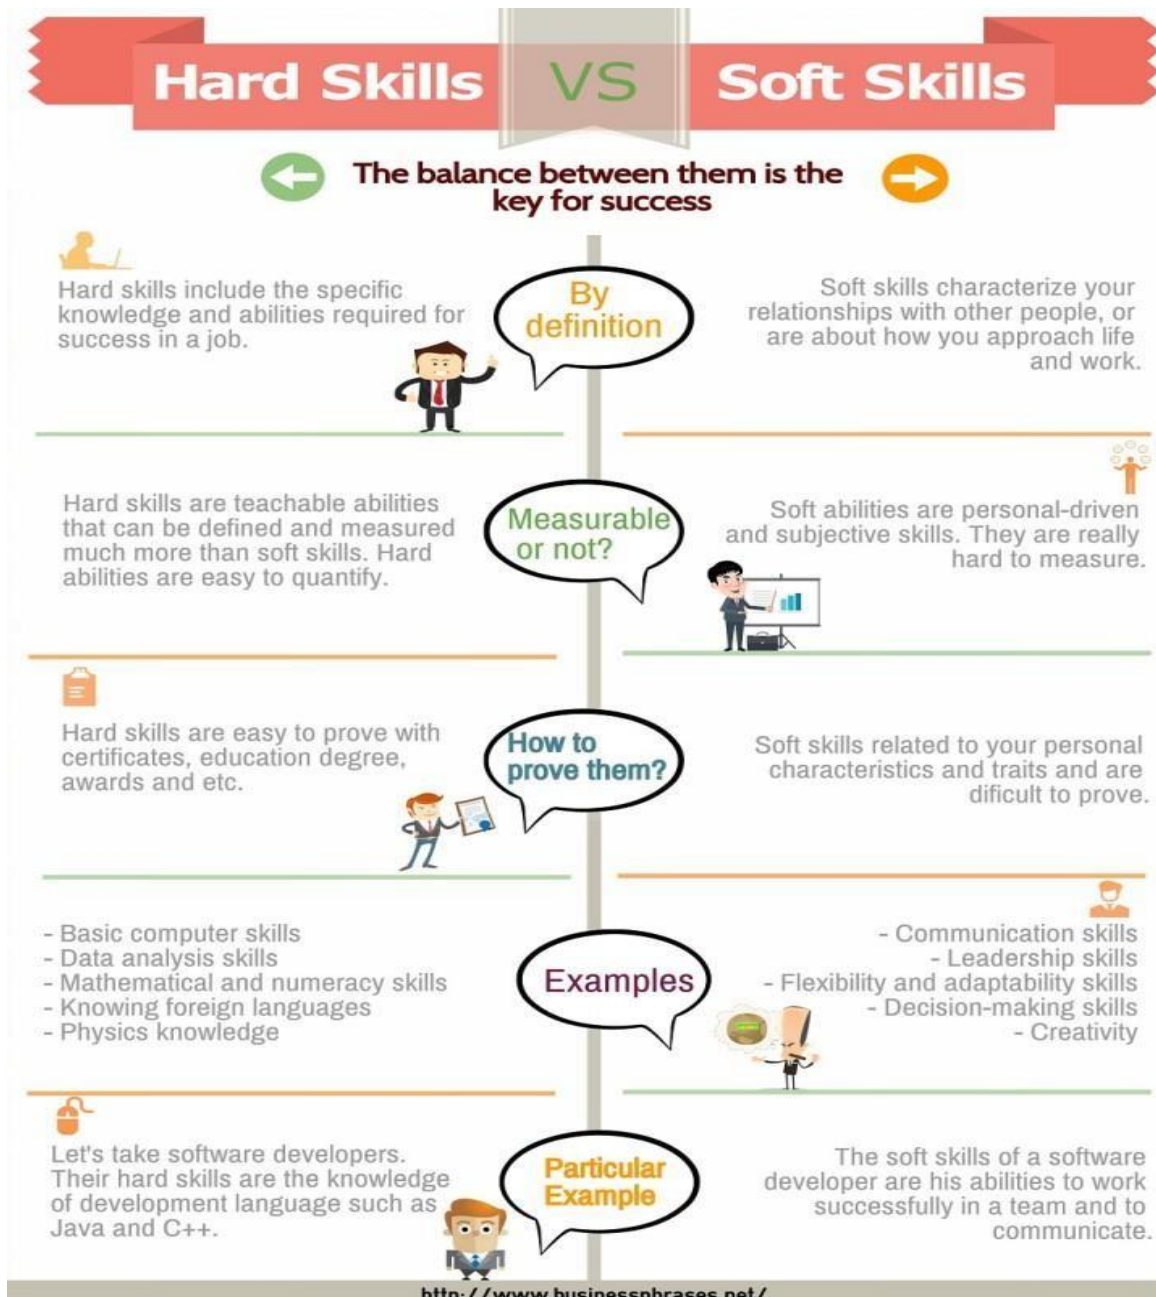 Hard Skills VS Soft Skills
The balance between them is the
key for success
By
definition
Hard skills include the specific
knowledge and abilities required for
success in a job.
Soft skills characterize your
relationships with other people, or
are about how you approach life
and work.
Measurable
or not?
Hard skills are teachable abilities
that can be defined and measured
much more than soft skills. Hard
abilities are easy to quantify.
Soft abilities are personal-driven
and subjective skills. They are really
hard to measure.
How to
prove them?
Hard skills are easy to prove with
certificates, education degree,
awards and etc.
Soft skills related to your personal
characteristics and traits and are
dificult to prove.
Examples
- Basic computer skills
- Data analysis skills
- Mathematical and numeracy skills
- Knowing foreign languages
- Physics knowledge
- Communication skills
- Leadership skills
- Flexibility and adaptability skills
- Decision-making skills
- Creativity
Particular
Example
Let's take software developers.
Their hard skills are the knowledge
of development language such as
Java and C++.
The soft skills of a software
developer are his abilities to work
successfully in a team and to
communicate.
http://www.businessphrases.net/